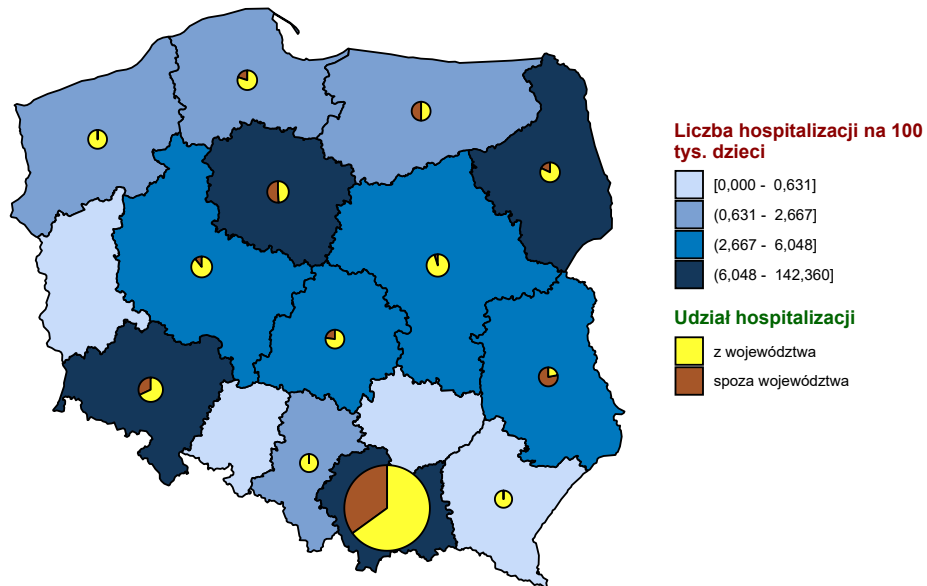 Liczba hospitalizacji na 100
tys. dzieci
[0,000 - 0,631]
(0,631 - 2,667]
(2,667 - 6,048]
(6,048 - 142,360]
Udział hospitalizacji
z województwa
spoza województwa